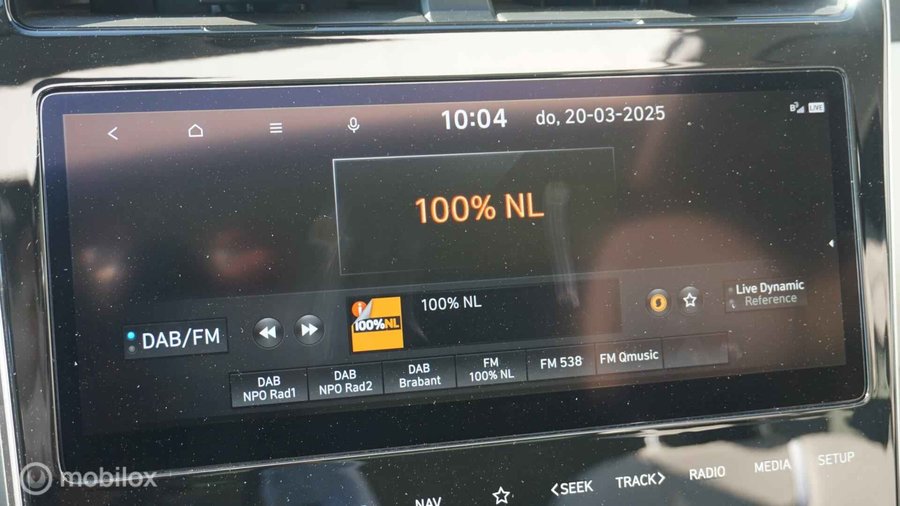 10:04 do, 20-03-2025
B LIVE
100% NL
100%NL
100% NL
Live Dynamic
Reference
DAB/FM
DAB
NPO Rad1
DAB
NPO Rad2
DAB
Brabant
FM
100% NL
FM 538
FM Qmusic
NAV
<SEEK
TRACK>
RADIO
MEDIA
SETUP
mobilox